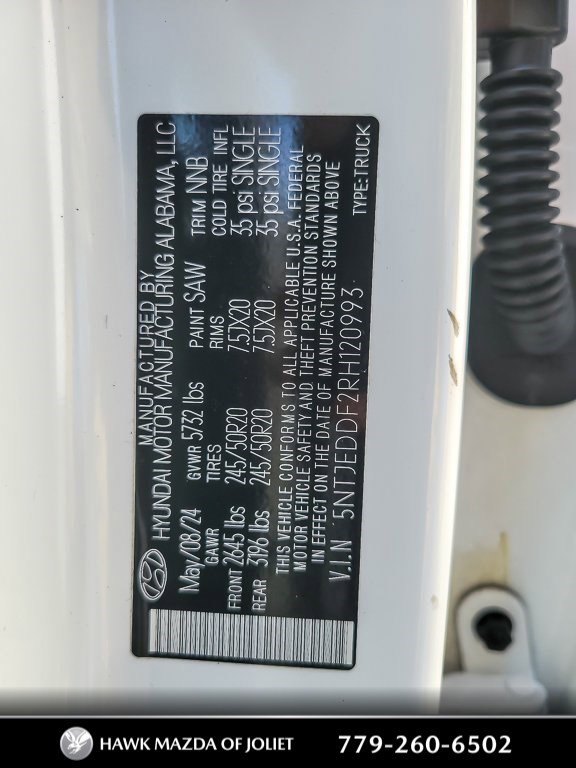 MANUFACTURED BY
HYUNDAI MOTOR MANUFACTURING ALABAMA, LLC
May/08/24 GVWR 5732 lbs PAINT SAW TRIM NNB
GAWR TIRES RIMS COLD TIRE INFL
FRONT 2645 lbs 245/50R20 7.5JX20 35 psi SINGLE
REAR 3196 lbs 245/50R20 7.5JX20 35 psi SINGLE
THIS VEHICLE CONFORMS TO ALL APPLICABLE U.S.A. FEDERAL
MOTOR VEHICLE SAFETY AND THEFT PREVENTION STANDARDS
IN EFFECT ON THE DATE OF MANUFACTURE SHOWN ABOVE
V.I.N 5NTJEDDF2RH120993 TYPE:TRUCK
HAWK MAZDA OF JOLIET 779-260-6502